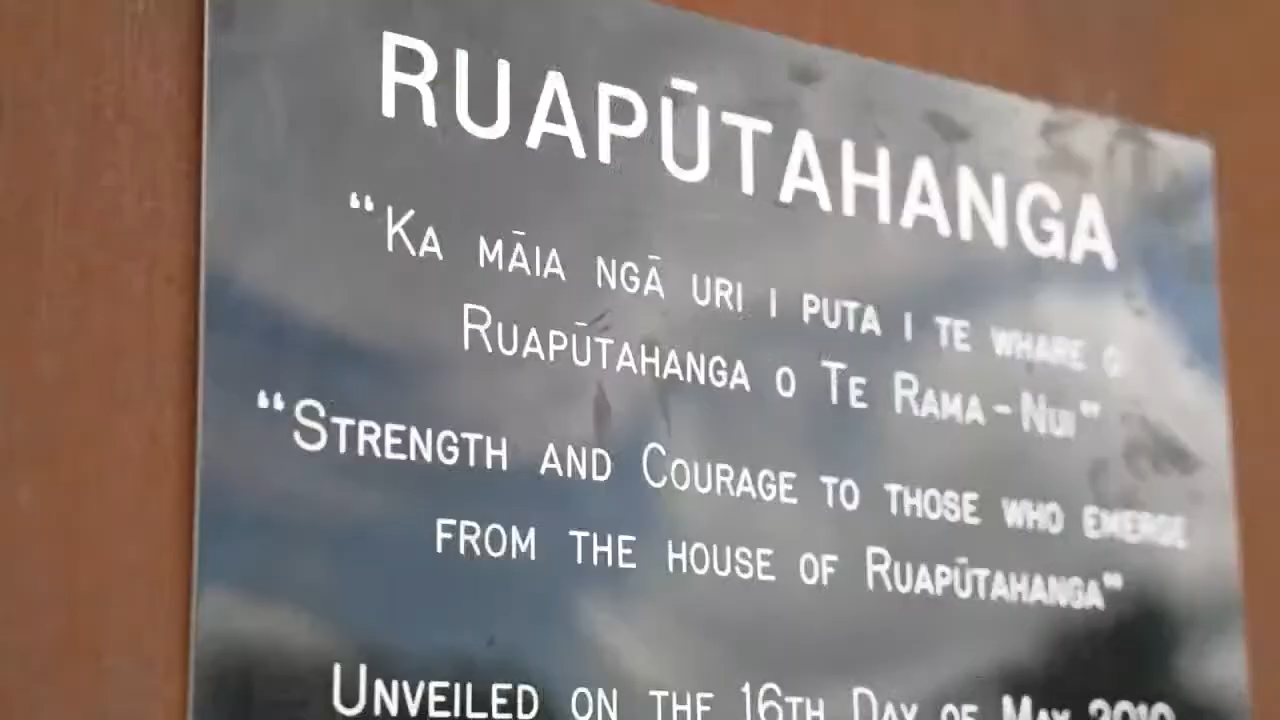 RUAPŪTAHANGA
“KA MĀIA NGĀ URI I PUTA I TE WHARE O
RUAPŪTAHANGA O TE RAMA-NUI”
“STRENGTH AND COURAGE TO THOSE WHO EMERGE
FROM THE HOUSE OF RUAPŪTAHANGA”
UNVEILED ON THE 16TH DAY OF MAY